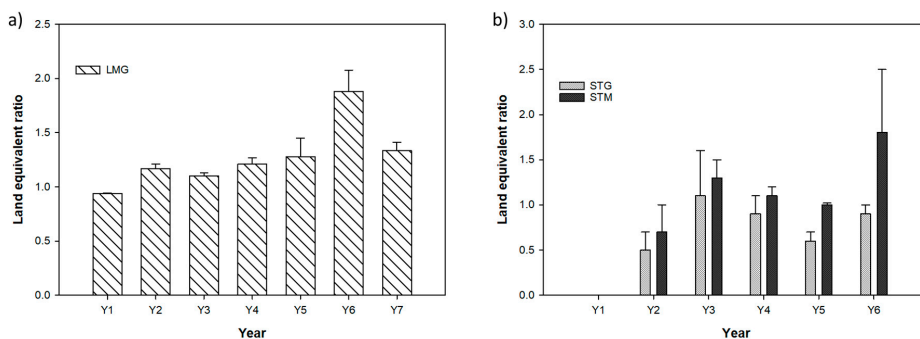 a)
2.5
2.0
1.5
1.0
0.5
0.0
Land equivalent ratio
LMG
Y1 Y2 Y3 Y4 Y5 Y6 Y7
Year
b)
3.0
2.5
2.0
1.5
1.0
0.5
0.0
Land equivalent ratio
STG
STM
Y1 Y2 Y3 Y4 Y5 Y6
Year